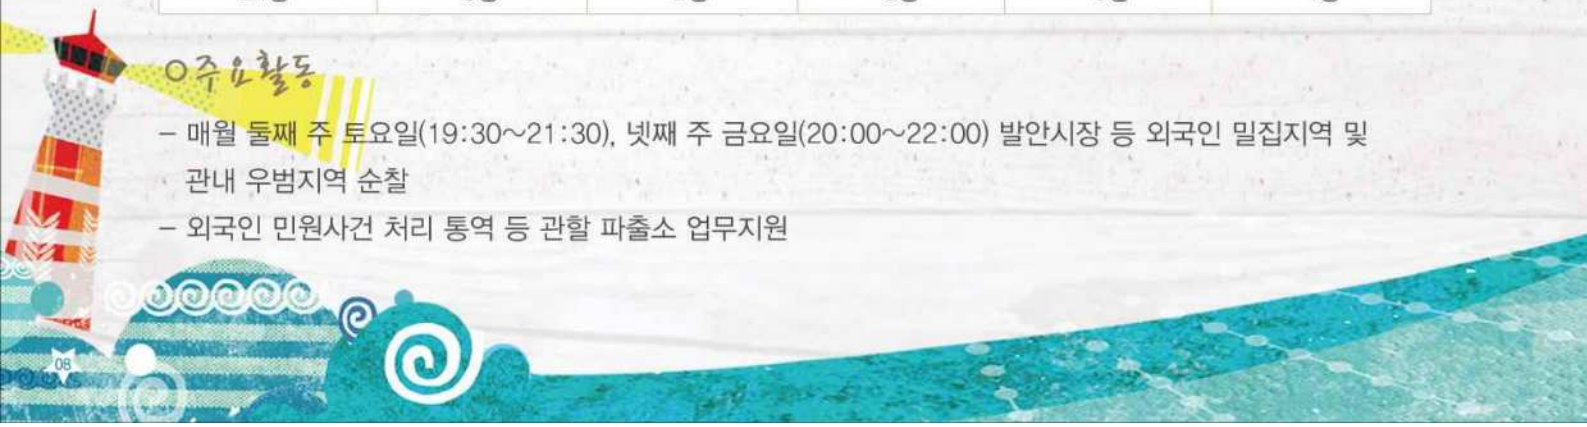 ○주요활동
– 매월 둘째 주 토요일(19:30~21:30), 넷째 주 금요일(20:00~22:00) 발안시장 등 외국인 밀집지역 및
관내 우범지역 순찰
– 외국인 민원사건 처리 통역 등 관할 파출소 업무지원
08